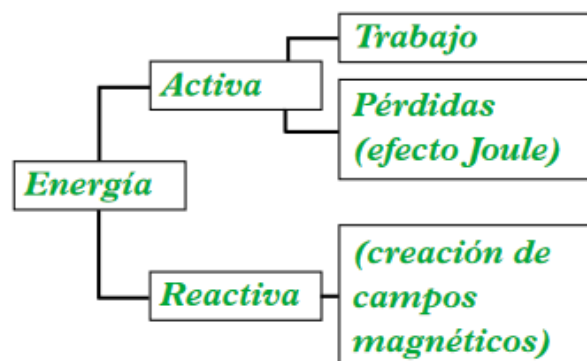 Energía
Activa
Trabajo
Pérdidas
(efecto Joule)
Reactiva
(creación de
campos
magnéticos)